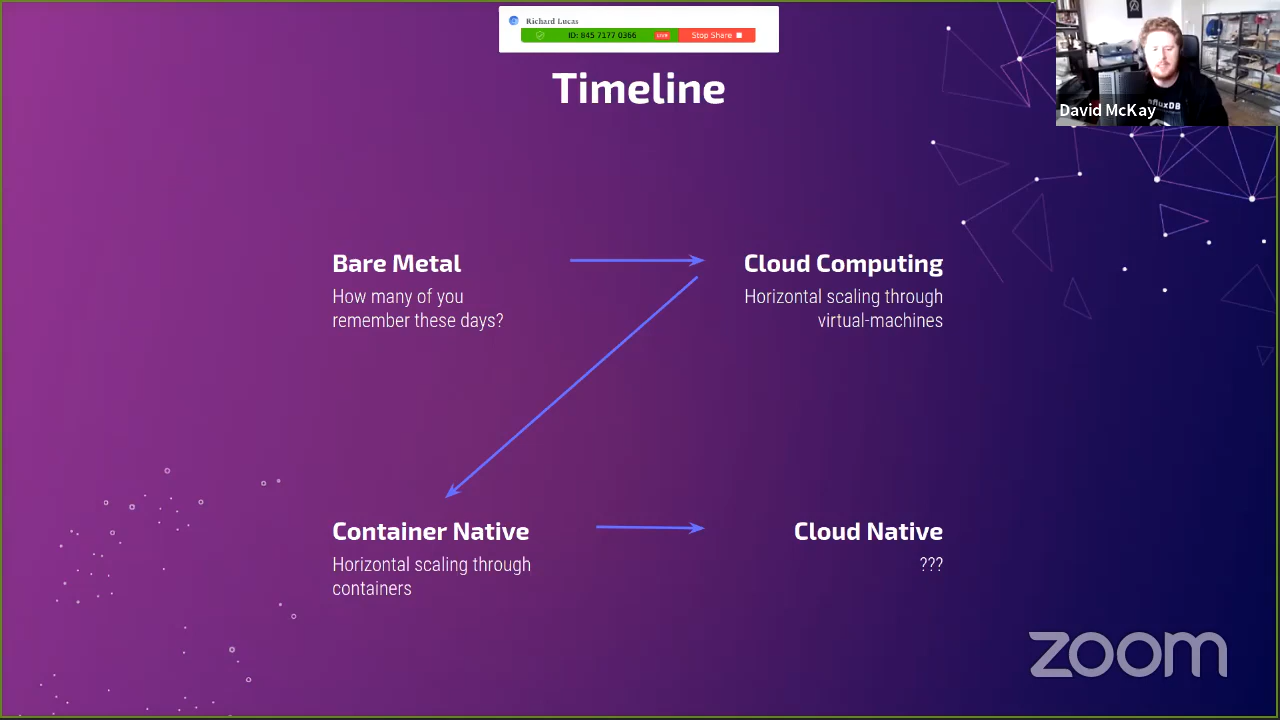 Richard Lucas
ID: 845 7177 0366
LIVE
Stop Share
Timeline
David McKay
Bare Metal
How many of you
remember these days?
Cloud Computing
Horizontal scaling through
virtual-machines
Container Native
Horizontal scaling through
containers
Cloud Native
???
zoom